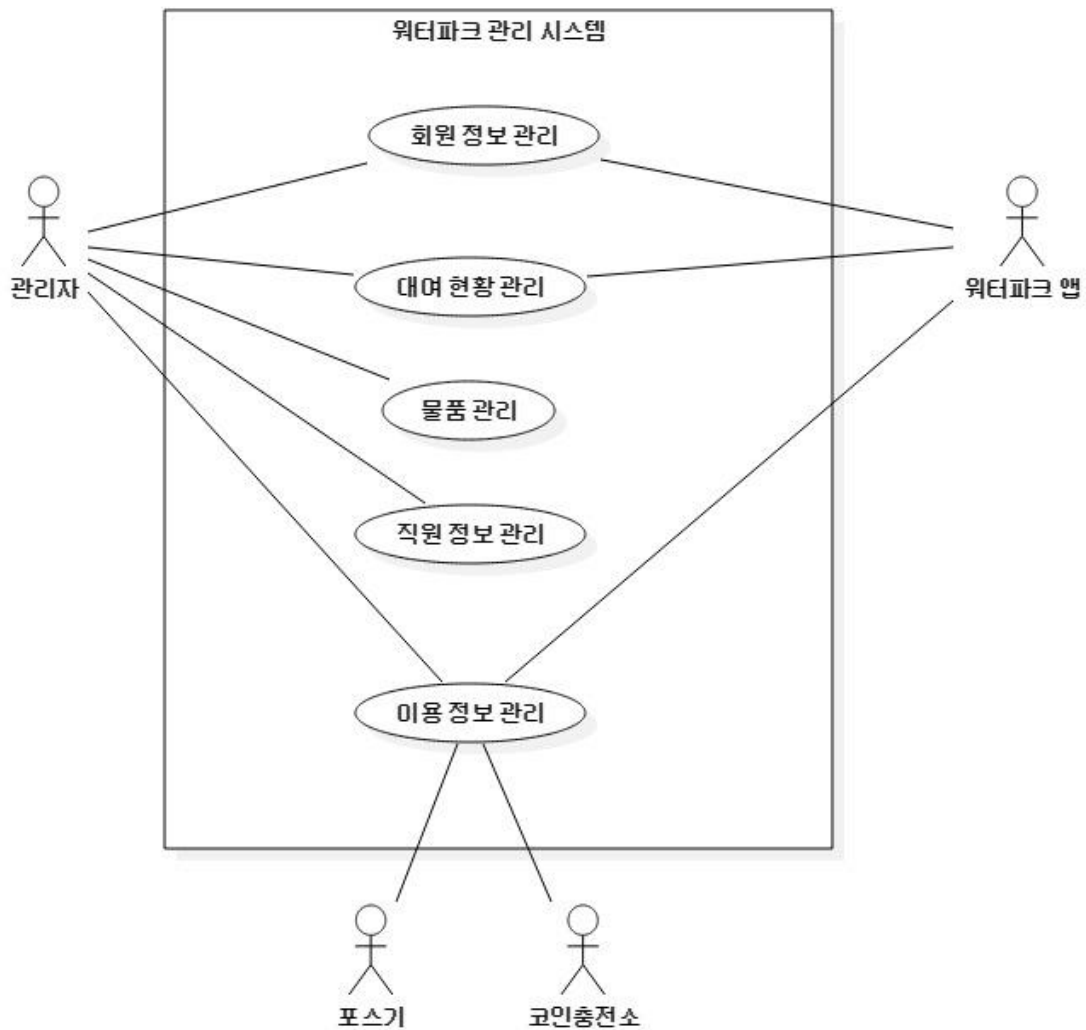 워터파크 관리 시스템
회원 정보 관리
관리자
대여 현황 관리
워터파크 앱
물품 관리
직원 정보 관리
이용 정보 관리
포스기
코인충전소